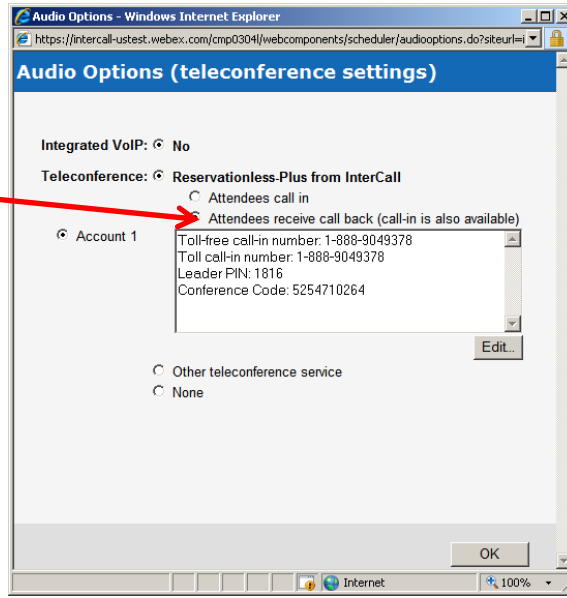 Audio Options - Windows Internet Explorer
https://intercall-ustest.webex.com/cmp0304l/webcomponents/scheduler/audiooptions.do?siteurl=i
Audio Options (teleconference settings)
Integrated VoIP: No
Teleconference: Reservationless-Plus from InterCall
Attendees call in
Attendees receive call back (call-in is also available)
Account 1
Toll-free call-in number: 1-888-9049378
Toll call-in number: 1-888-9049378
Leader PIN: 1816
Conference Code: 5254710264
Edit..
Other teleconference service
None
OK
Internet
100%